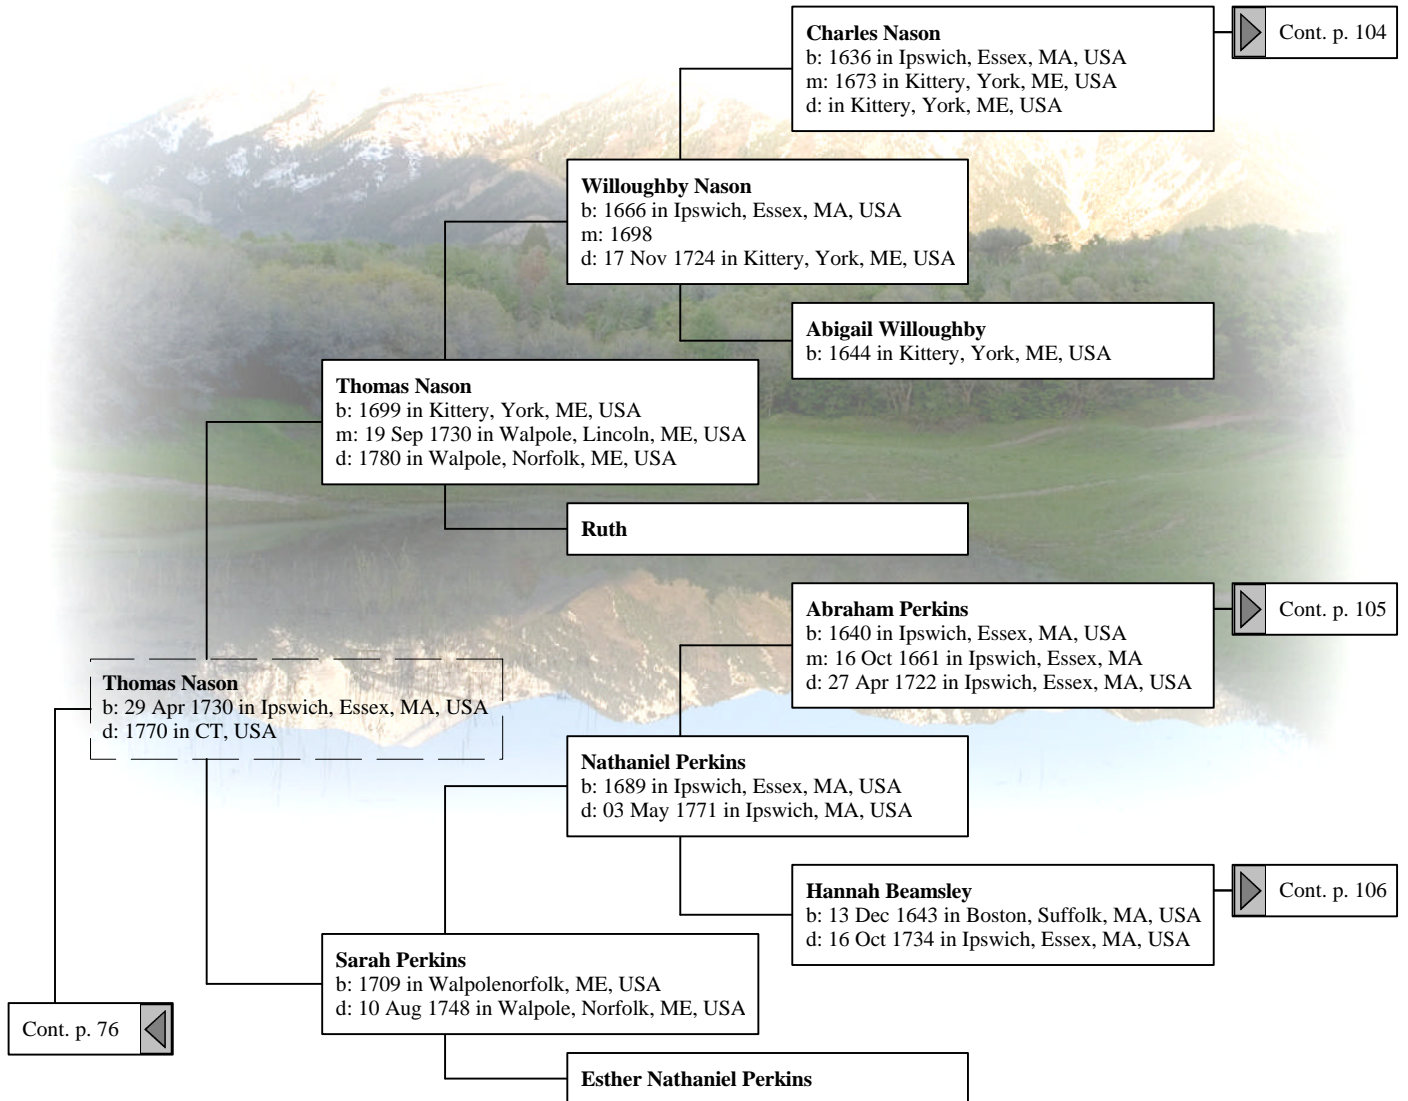 Charles Nason
b: 1636 in Ipswich, Essex, MA, USA
m: 1673 in Kittery, York, ME, USA
d: in Kittery, York, ME, USA
Cont. p. 104
Willoughby Nason
b: 1666 in Ipswich, Essex, MA, USA
m: 1698
d: 17 Nov 1724 in Kittery, York, ME, USA
Abigail Willoughby
b: 1644 in Kittery, York, ME, USA
Thomas Nason
b: 1699 in Kittery, York, ME, USA
m: 19 Sep 1730 in Walpole, Lincoln, ME, USA
d: 1780 in Walpole, Norfolk, ME, USA
Ruth
Abraham Perkins
b: 1640 in Ipswich, Essex, MA, USA
m: 16 Oct 1661 in Ipswich, Essex, MA
d: 27 Apr 1722 in Ipswich, Essex, MA, USA
Cont. p. 105
Thomas Nason
b: 29 Apr 1730 in Ipswich, Essex, MA, USA
d: 1770 in CT, USA
Nathaniel Perkins
b: 1689 in Ipswich, Essex, MA, USA
d: 03 May 1771 in Ipswich, MA, USA
Hannah Beamsley
b: 13 Dec 1643 in Boston, Suffolk, MA, USA
d: 16 Oct 1734 in Ipswich, Essex, MA, USA
Cont. p. 106
Sarah Perkins
b: 1709 in Walpolenorfolk, ME, USA
d: 10 Aug 1748 in Walpole, Norfolk, ME, USA
Cont. p. 76
Esther Nathaniel Perkins